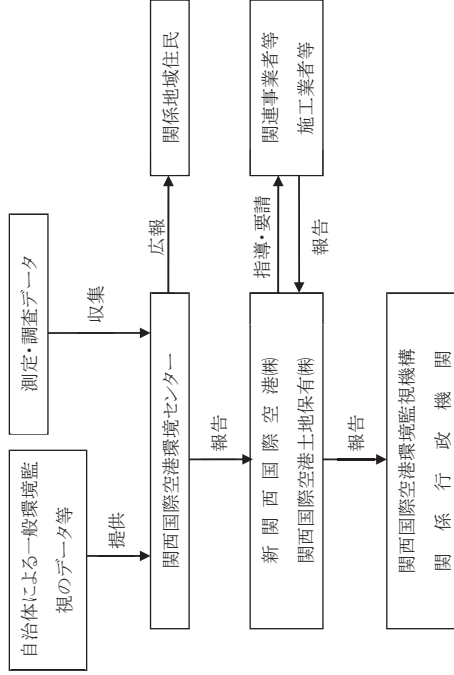 自治体による一般環境監
視のデータ等
測定・調査データ
提供
収集
関西国際空港環境センター
広報
関係地域住民
報告
新関西国際空港㈱
関西国際空港土地保有㈱
指導・要請
報告
関連事業者等
施工業者等
報告
関西国際空港環境監視機構
関係行政機関